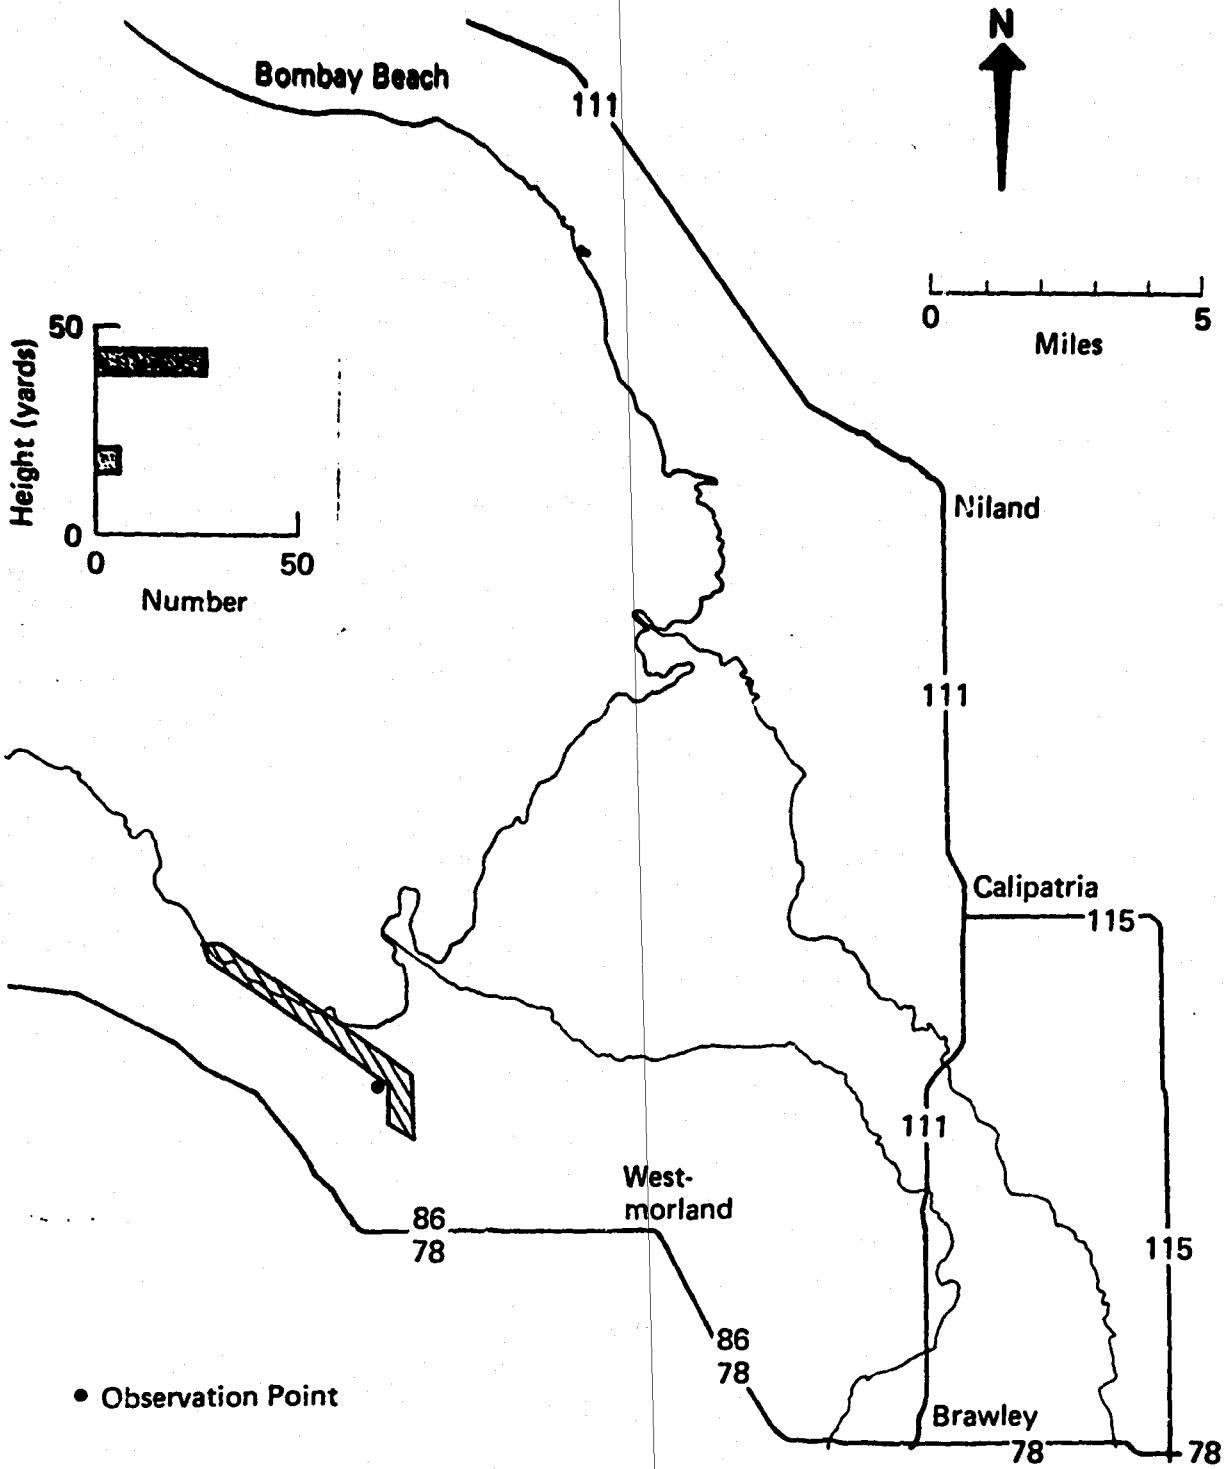 N
Bombay Beach
111
0 5
Miles
50
Height (yards)
0
0 50
Number
Niland
111
Calipatria
115
111
West-
morland
86
78
115
86
78
• Observation Point
Brawley
78
78